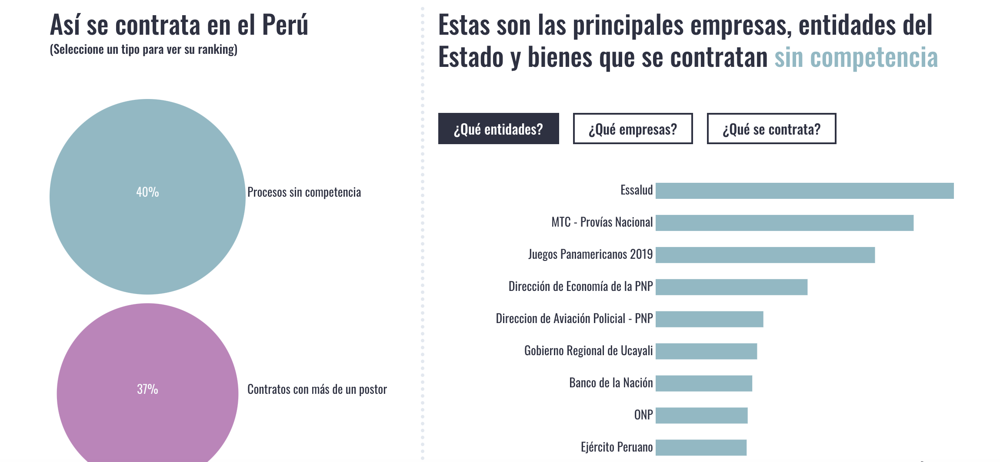 Así se contrata en el Perú
(Seleccione un tipo para ver su ranking)
40%
Procesos sin competencia
37%
Contratos con más de un postor
Estas son las principales empresas, entidades del
Estado y bienes que se contratan sin competencia
¿Qué entidades?
¿Qué empresas?
¿Qué se contrata?
Essalud
MTC - Provías Nacional
Juegos Panamericanos 2019
Dirección de Economía de la PNP
Direccion de Aviación Policial - PNP
Gobierno Regional de Ucayali
Banco de la Nación
ONP
Ejército Peruano